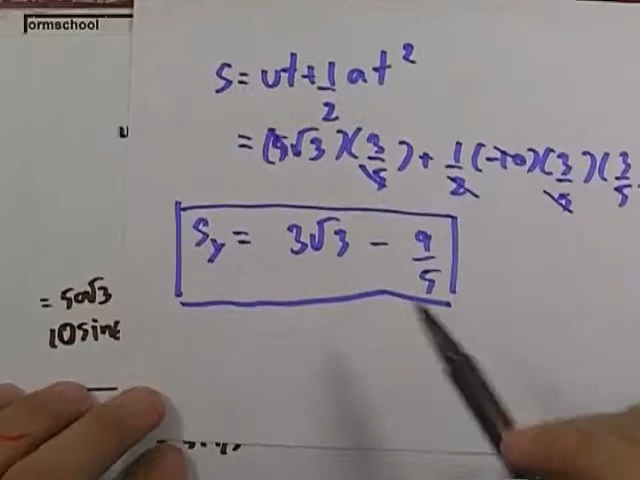 ormschool
s = ut + 1/2 at²
= (5√3)(3/5) + 1/2(-10)(3/5)(3/5
Sy = 3√3 - 9/5
= 50√3
10sin